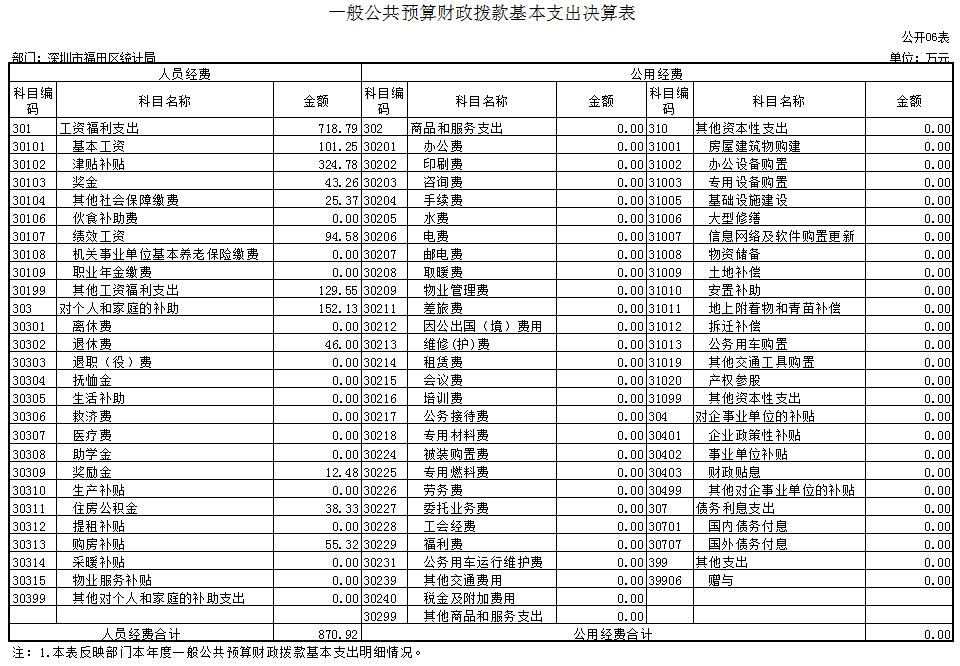 一般公共预算财政拨款基本支出决算表
公开06表
部门：深圳市福田区统计局 单位：万元
人员经费 公用经费
科目编码 科目名称 金额 科目编码 科目名称 金额 科目编码 科目名称 金额
301 工资福利支出 718.79 302 商品和服务支出 0.00 310 其他资本性支出 0.00
30101 基本工资 101.25 30201 办公费 0.00 31001 房屋建筑物购建 0.00
30102 津贴补贴 324.78 30202 印刷费 0.00 31002 办公设备购置 0.00
30103 奖金 43.26 30203 咨询费 0.00 31003 专用设备购置 0.00
30104 其他社会保障缴费 25.37 30204 手续费 0.00 31005 基础设施建设 0.00
30106 伙食补助费 0.00 30205 水费 0.00 31006 大型修缮 0.00
30107 绩效工资 94.58 30206 电费 0.00 31007 信息网络及软件购置更新 0.00
30108 机关事业单位基本养老保险缴费 0.00 30207 邮电费 0.00 31008 物资储备 0.00
30109 职业年金缴费 0.00 30208 取暖费 0.00 31009 土地补偿 0.00
30199 其他工资福利支出 129.55 30209 物业管理费 0.00 31010 安置补助 0.00
303 对个人和家庭的补助 152.13 30211 差旅费 0.00 31011 地上附着物和青苗补偿 0.00
30301 离休费 0.00 30212 因公出国（境）费用 0.00 31012 拆迁补偿 0.00
30302 退休费 46.00 30213 维修(护)费 0.00 31013 公务用车购置 0.00
30303 退职（役）费 0.00 30214 租赁费 0.00 31019 其他交通工具购置 0.00
30304 抚恤金 0.00 30215 会议费 0.00 31020 产权参股 0.00
30305 生活补助 0.00 30216 培训费 0.00 31099 其他资本性支出 0.00
30306 救济费 0.00 30217 公务接待费 0.00 304 对企事业单位的补贴 0.00
30307 医疗费 0.00 30218 专用材料费 0.00 30401 企业政策性补贴 0.00
30308 助学金 0.00 30224 被装购置费 0.00 30402 事业单位补贴 0.00
30309 奖励金 12.48 30225 专用燃料费 0.00 30403 财政贴息 0.00
30310 生产补贴 0.00 30226 劳务费 0.00 30499 其他对企事业单位的补贴 0.00
30311 住房公积金 38.33 30227 委托业务费 0.00 307 债务利息支出 0.00
30312 提租补贴 0.00 30228 工会经费 0.00 30701 国内债务付息 0.00
30313 购房补贴 55.32 30229 福利费 0.00 30707 国外债务付息 0.00
30314 采暖补贴 0.00 30231 公务用车运行维护费 0.00 399 其他支出 0.00
30315 物业服务补贴 0.00 30239 其他交通费用 0.00 39906 赠与 0.00
30399 其他对个人和家庭的补助支出 0.00 30240 税金及附加费用 0.00
30299 其他商品和服务支出 0.00
人员经费合计 870.92 公用经费合计 0.00
注：1.本表反映部门本年度一般公共预算财政拨款基本支出明细情况。